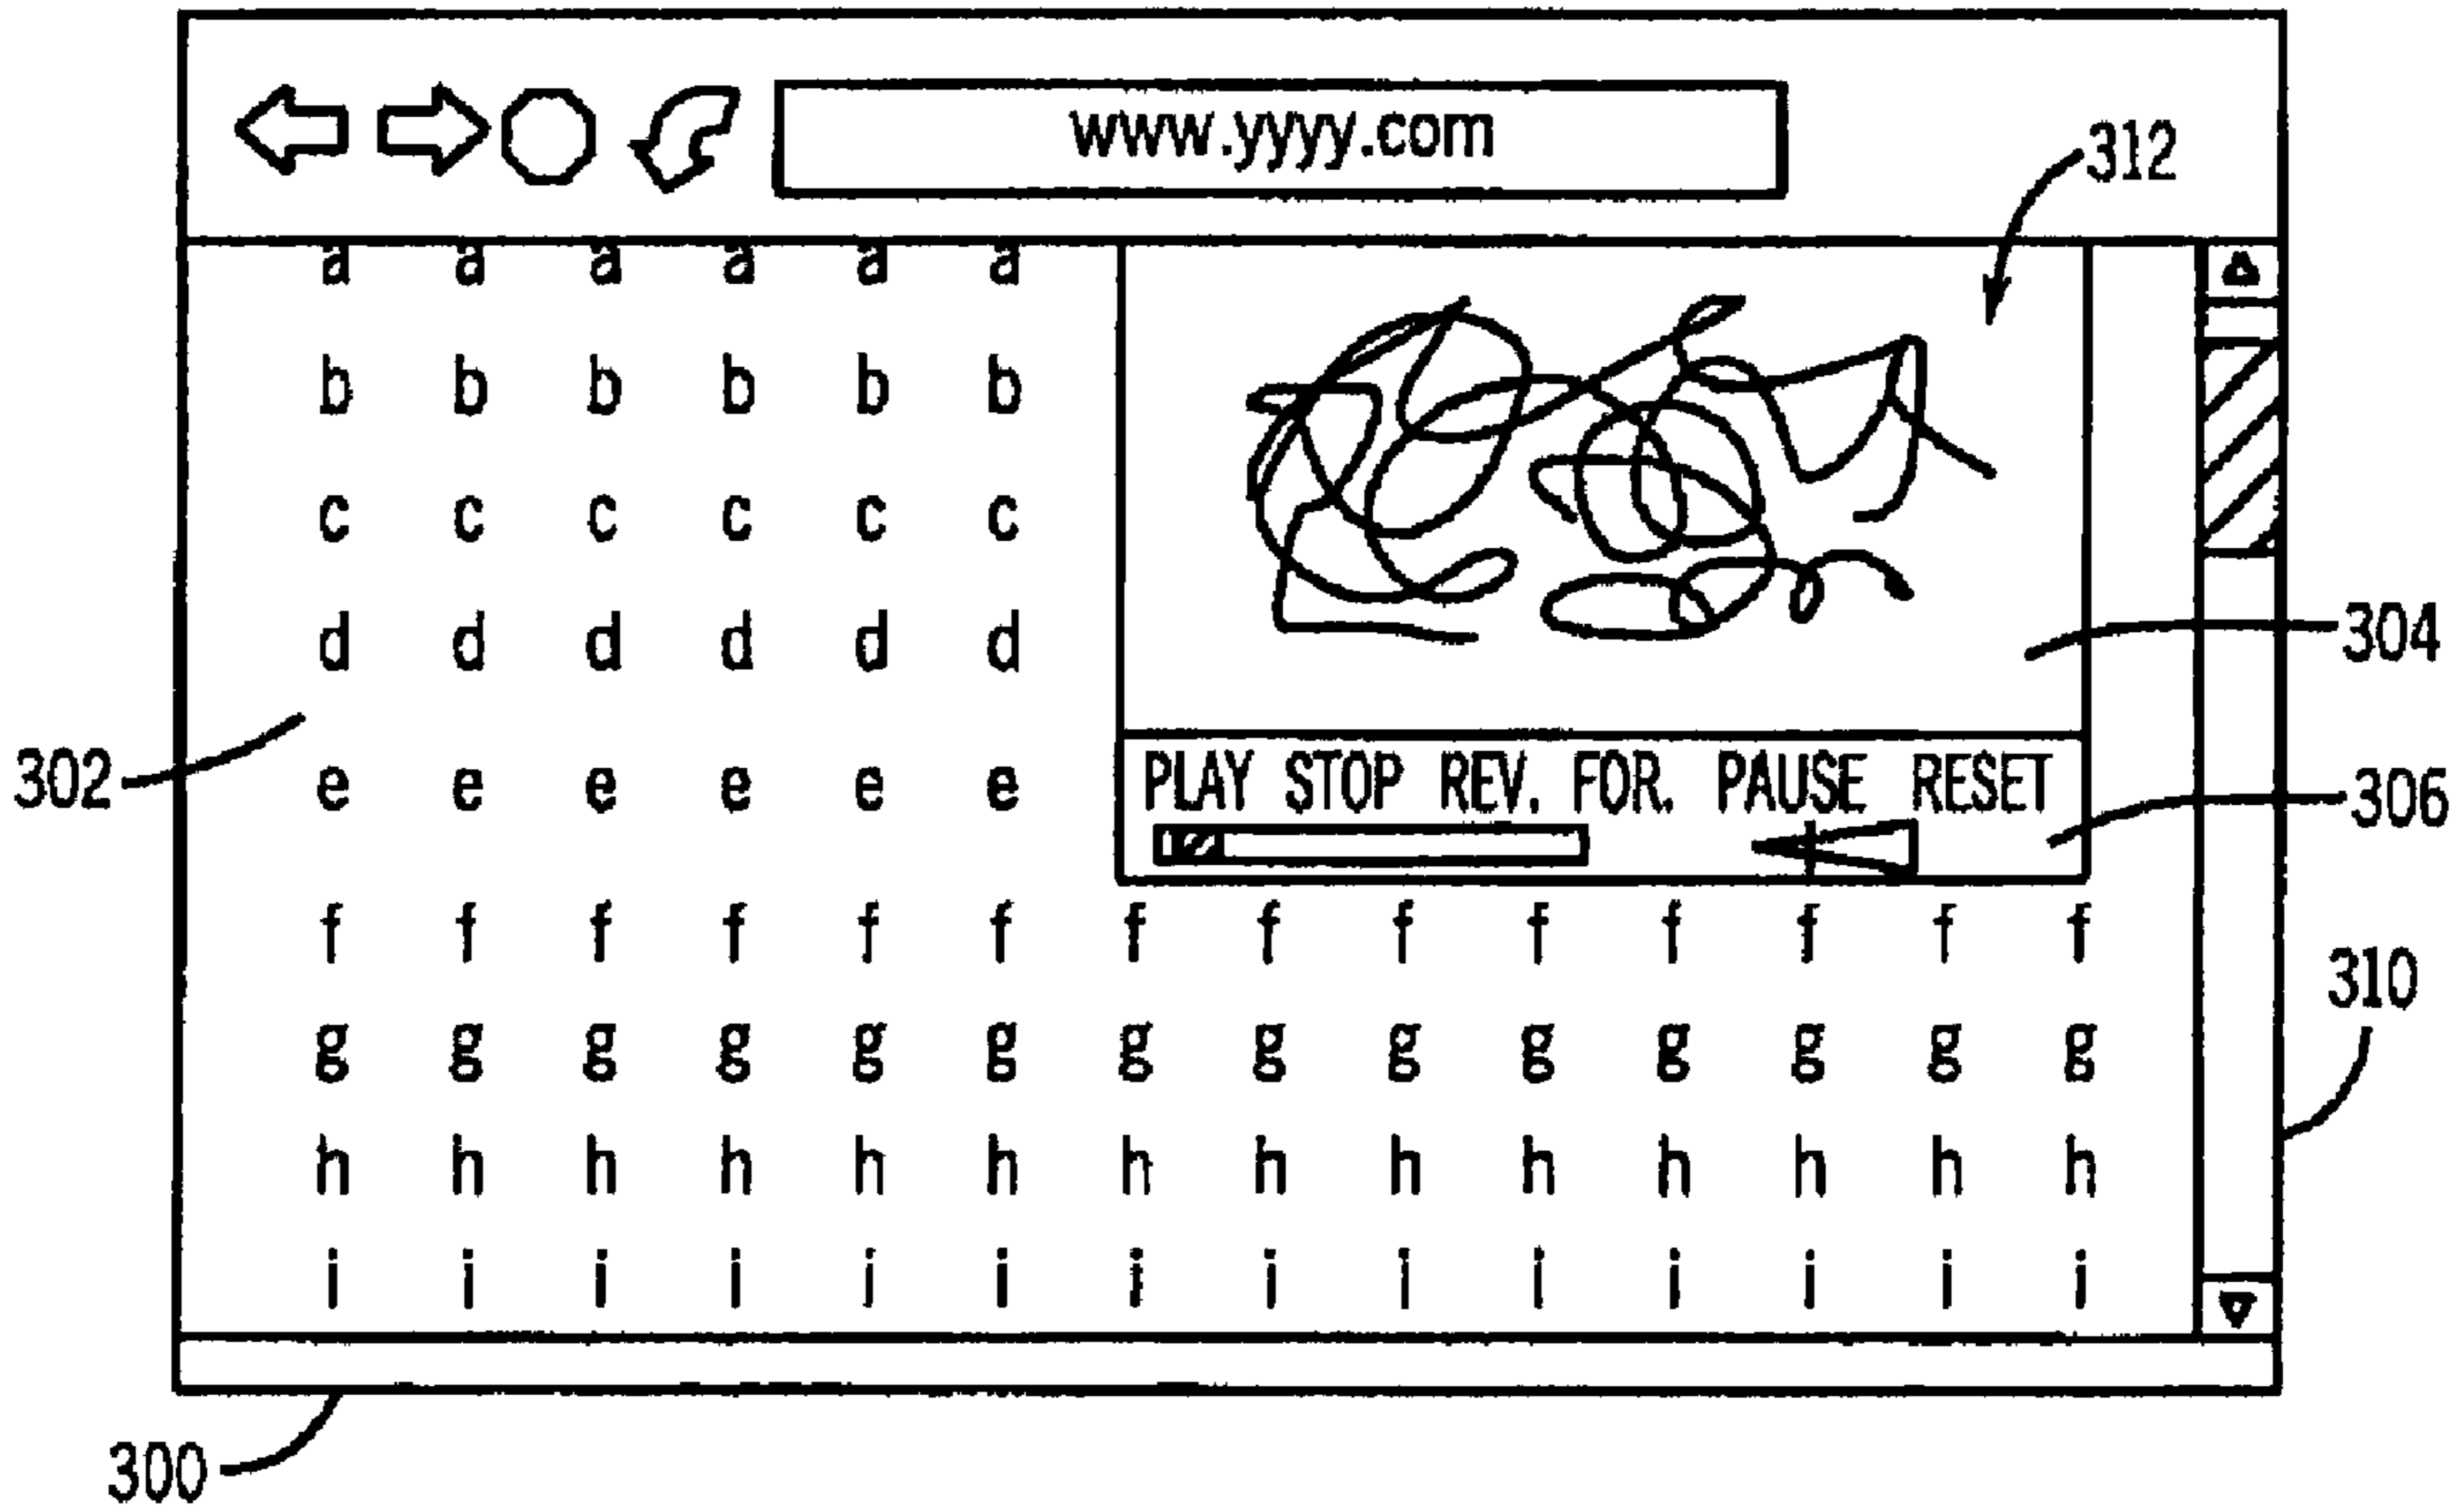 www.yyyy.com
312
a a a a a a
b b b b b b
c c c c c c
d d d d d d
304
302
e e e e e e
PLAY STOP REV. FOR. PAUSE RESET
306
f f f f f f f f f f f f f f
g g g g g g g g g g g g g g
310
h h h h h h h h h h h h h h
i i i i i i i i i i i i i i
300